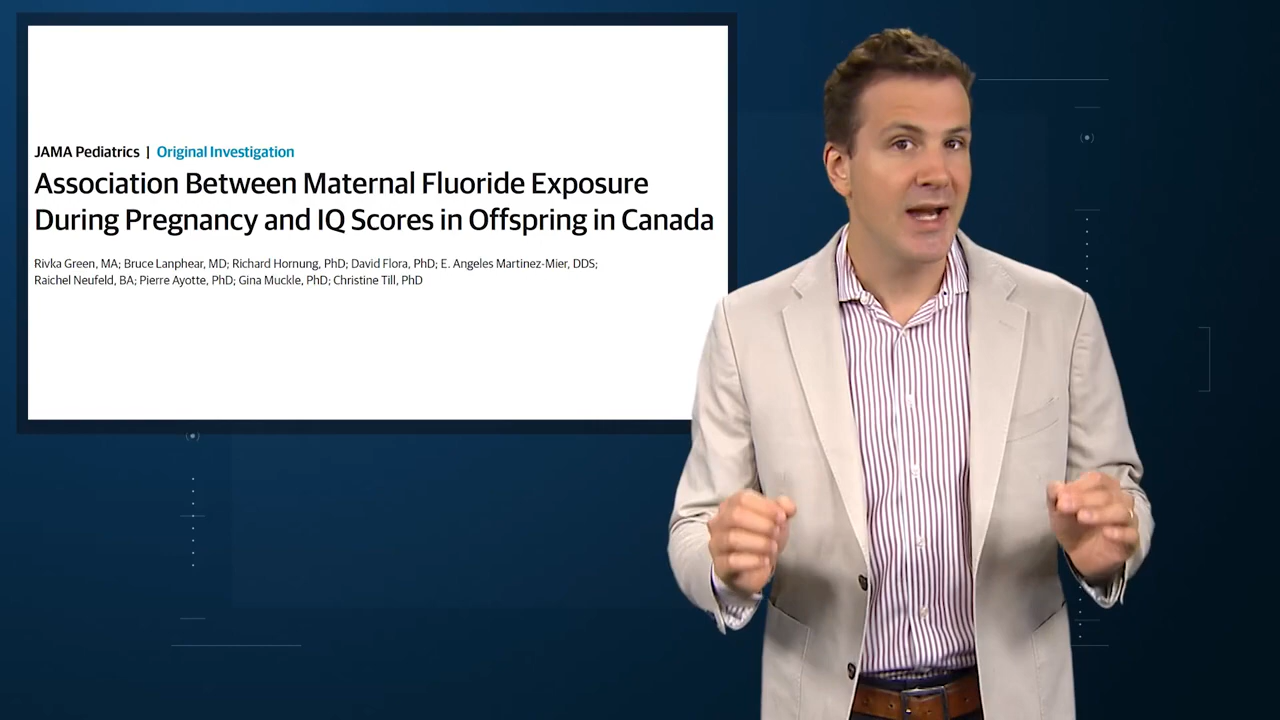 JAMA Pediatrics | Original Investigation
Association Between Maternal Fluoride Exposure
During Pregnancy and IQ Scores in Offspring in Canada
Rivka Green, MA; Bruce Lanphear, MD; Richard Hornung, PhD; David Flora, PhD; E. Angeles Martinez-Mier, DDS;
Raichel Neufeld, BA; Pierre Ayotte, PhD; Gina Muckle, PhD; Christine Till, PhD